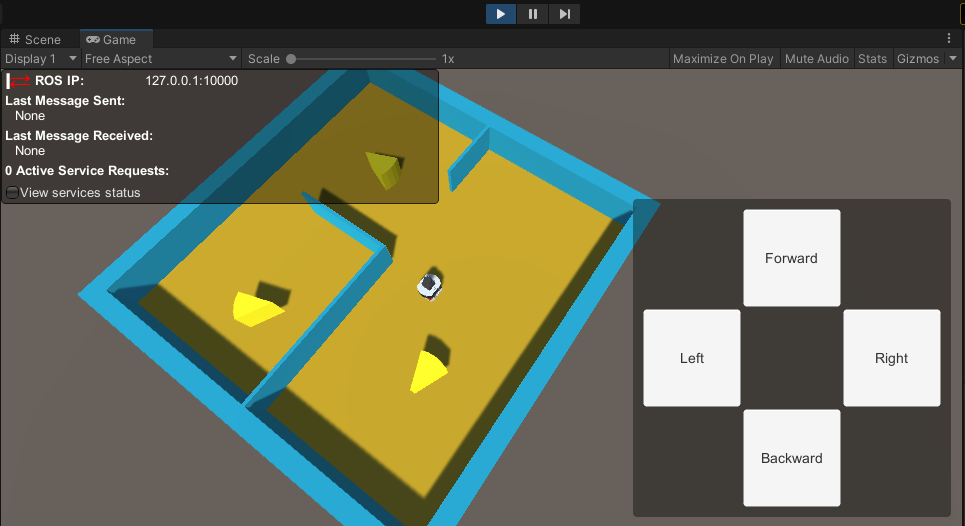 Scene Game
Display 1 Free Aspect Scale 1x Maximize On Play Mute Audio Stats Gizmos
ROS IP: 127.0.0.1:10000
Last Message Sent:
None
Last Message Received:
None
0 Active Service Requests:
View services status
Forward
Left Right
Backward